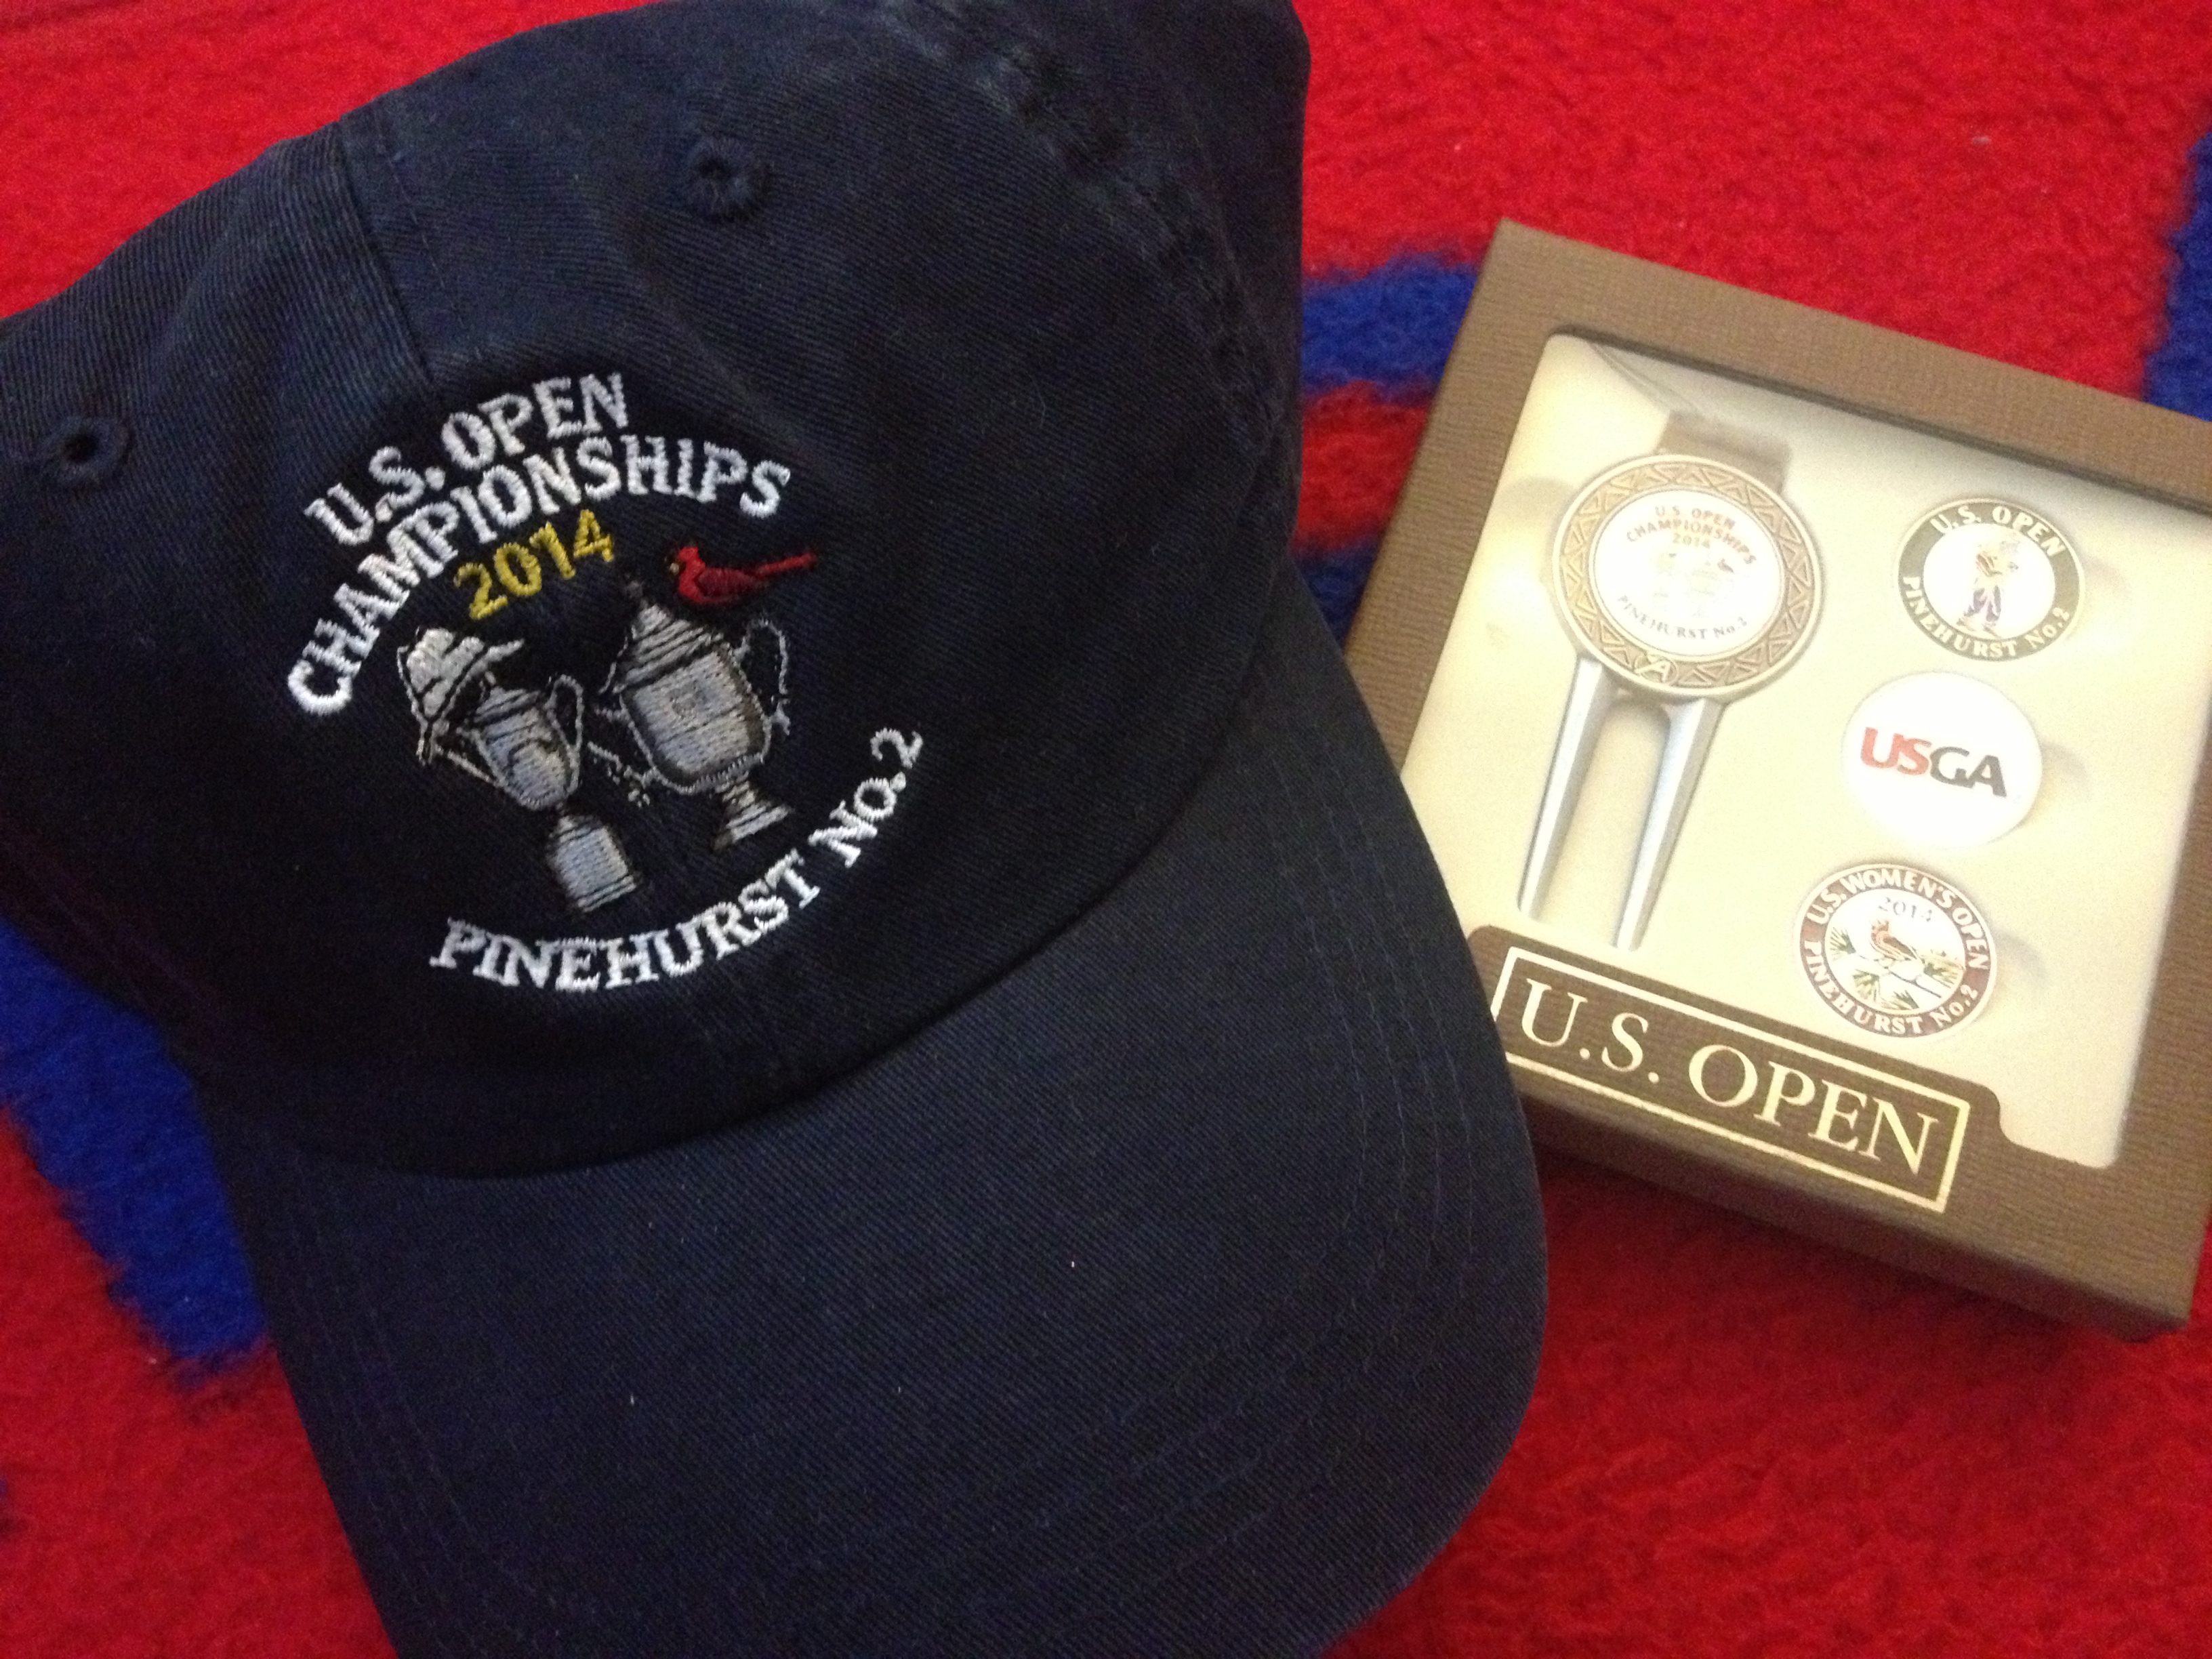 U.S. OPEN
CHAMPIONSHIPS
2014
PINEHURST No.2
U.S. OPEN
CHAMPIONSHIPS
2014
PINEHURST No.2
U.S. OPEN
PINEHURST No.2
USGA
U.S. WOMEN'S OPEN
2014
PINEHURST No.2
U.S. OPEN